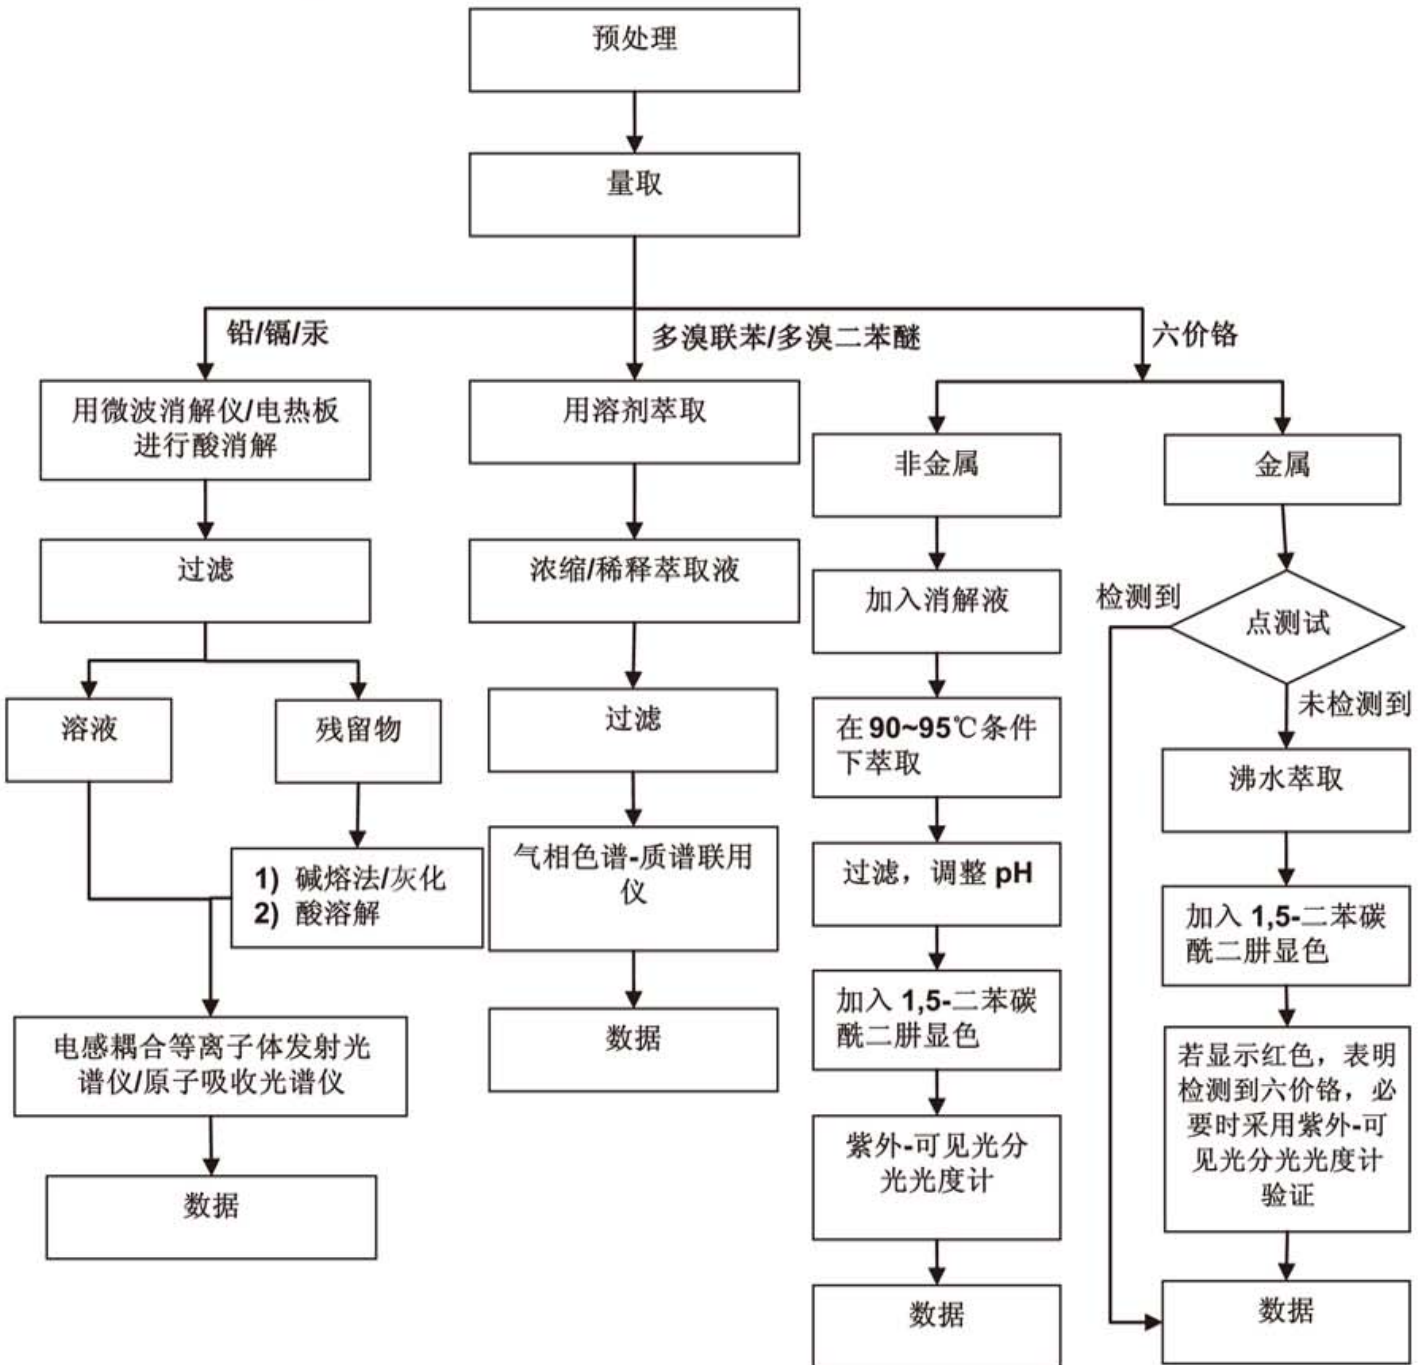 预处理
量取
铅/镉/汞
多溴联苯/多溴二苯醚
六价铬
用微波消解仪/电热板
进行酸消解
过滤
溶液
残留物
1) 碱熔法/灰化
2) 酸溶解
电感耦合等离子体发射光
谱仪/原子吸收光谱仪
数据
用溶剂萃取
浓缩/稀释萃取液
过滤
气相色谱-质谱联用
仪
数据
非金属
加入消解液
在90~95℃条件
下萃取
过滤，调整 pH
加入 1,5-二苯碳
酰二肼显色
紫外-可见光分
光光度计
数据
金属
点测试
检测到
未检测到
沸水萃取
加入 1,5-二苯碳
酰二肼显色
若显示红色，表明
检测到六价铬，必
要时采用紫外-可
见光分光光度计
验证
数据